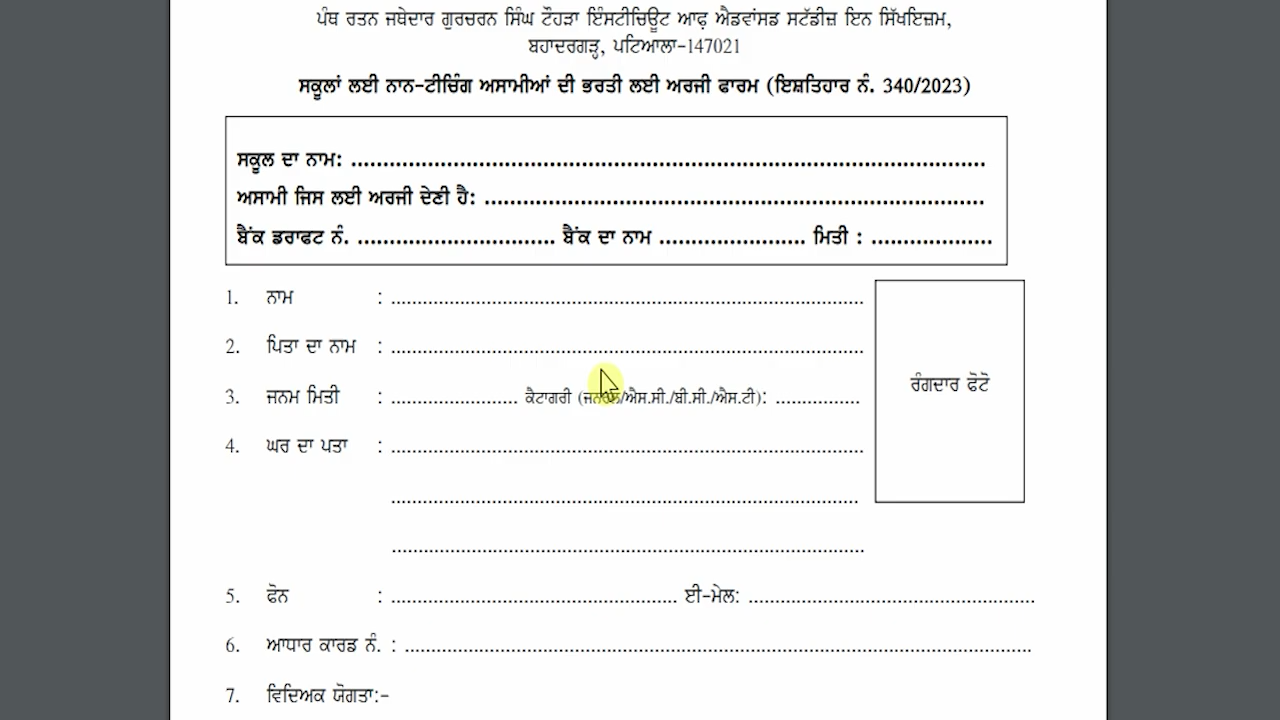 ਪੰਥ ਰਤਨ ਜਥੇਦਾਰ ਗੁਰਚਰਨ ਸਿੰਘ ਟੌਹੜਾ ਇੰਸਟੀਚਿਊਟ ਆਫ਼ ਐਡਵਾਂਸਡ ਸਟੱਡੀਜ਼ ਇਨ ਸਿੱਖਇਜ਼ਮ,
ਬਹਾਦਰਗੜ੍ਹ, ਪਟਿਆਲਾ-147021
ਸਕੂਲਾਂ ਲਈ ਨਾਨ-ਟੀਚਿੰਗ ਅਸਾਮੀਆਂ ਦੀ ਭਰਤੀ ਲਈ ਅਰਜੀ ਫਾਰਮ (ਇਸ਼ਤਿਹਾਰ ਨੰ. 340/2023)
ਸਕੂਲ ਦਾ ਨਾਮ: ....................................................................................
ਅਸਾਮੀ ਜਿਸ ਲਈ ਅਰਜੀ ਦੇਣੀ ਹੈ: ..................................................................
ਬੈਂਕ ਡਰਾਫਟ ਨੰ. .......................... ਬੈਂਕ ਦਾ ਨਾਮ ................... ਮਿਤੀ : ................
1. ਨਾਮ : ....................................................................................
2. ਪਿਤਾ ਦਾ ਨਾਮ : ....................................................................................
3. ਜਨਮ ਮਿਤੀ : ...................... ਕੈਟਾਗਰੀ (ਜਨਰਲ/ਐਸ.ਸੀ./ਬੀ.ਸੀ./ਐਸ.ਟੀ): ...............
ਰੰਗਦਾਰ ਫੋਟੋ
4. ਘਰ ਦਾ ਪਤਾ : ....................................................................................
....................................................................................
....................................................................................
5. ਫੋਨ : ................................................... ਈ-ਮੇਲ: ...................................................
6. ਆਧਾਰ ਕਾਰਡ ਨੰ. : ................................................................................................
7. ਵਿਦਿਅਕ ਯੋਗਤਾ:-